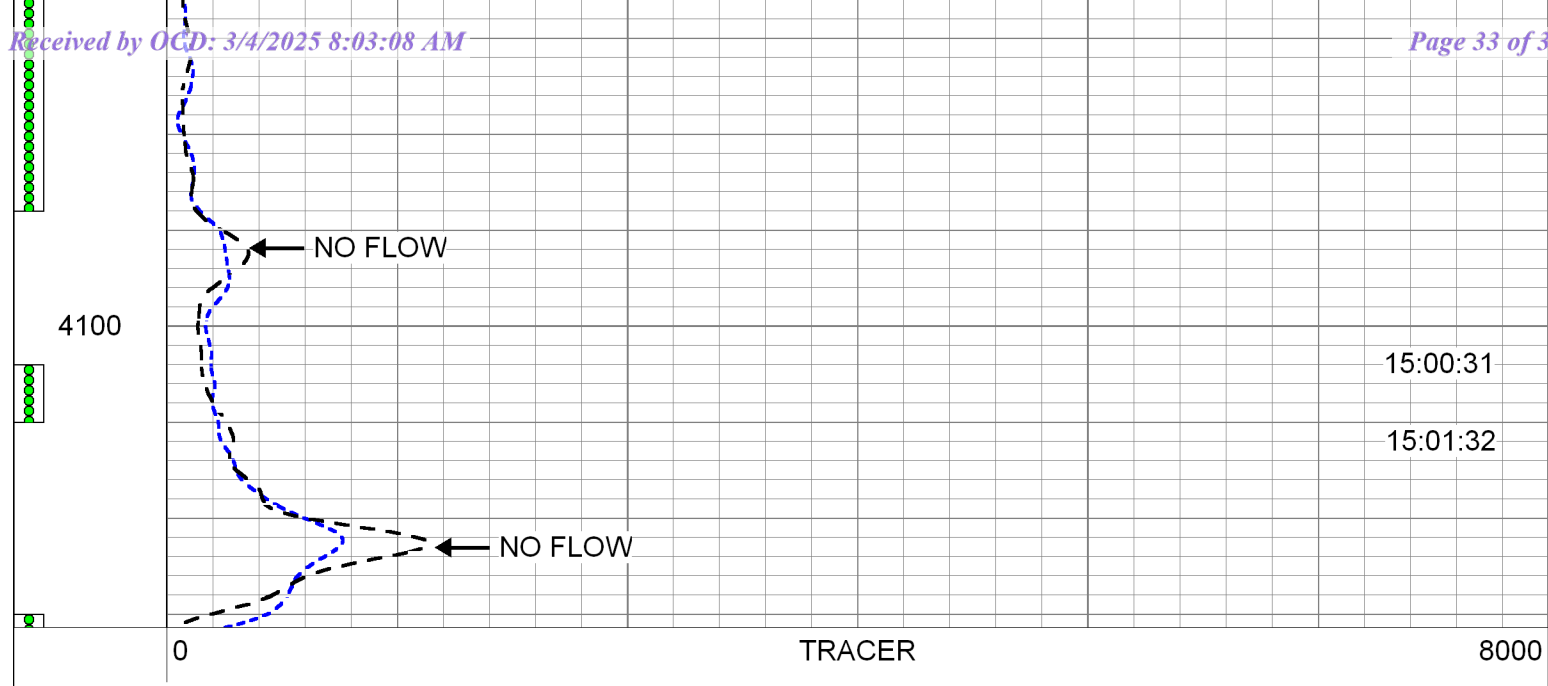 Received by OCD: 3/4/2025 8:03:08 AM
Page 33 of 3
NO FLOW
4100
15:00:31
15:01:32
NO FLOW
0 TRACER 8000